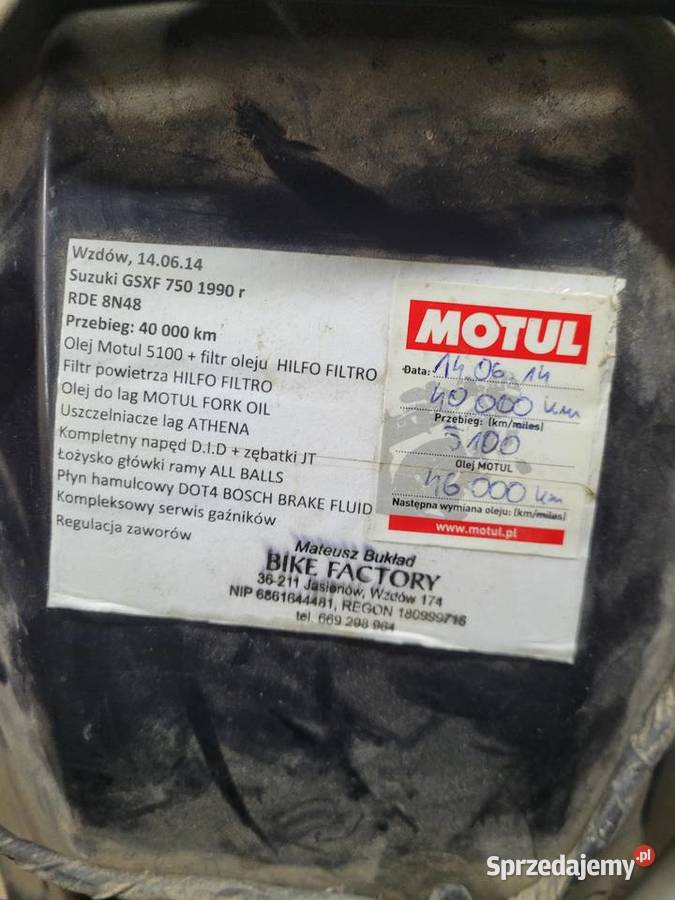 Wzdów, 14.06.14
Suzuki GSXF 750 1990 r
RDE 8N48
Przebieg: 40 000 km
Olej Motul 5100 + filtr oleju HILFO FILTRO
Filtr powietrza HILFO FILTRO
Olej do lag MOTUL FORK OIL
Uszczelniacze lag ATHENA
Kompletny napęd D.I.D + zębatki JT
Łożysko główki ramy ALL BALLS
Płyn hamulcowy DOT4 BOSCH BRAKE FLUID
Kompleksowy serwis gaźników
Regulacja zaworów
MOTUL
Data: 14.06.14
40 000 km
Przebieg: (km/miles)
5100
Olej MOTUL
46 000 km
Następna wymiana oleju: (km/miles)
www.motul.pl
Mateusz Bukład
BIKE FACTORY
36-211 Jasienów, Wzdów 174
NIP 6861644481, REGON 180999716
tel. 669 298 964
Sprzedajemy.pl